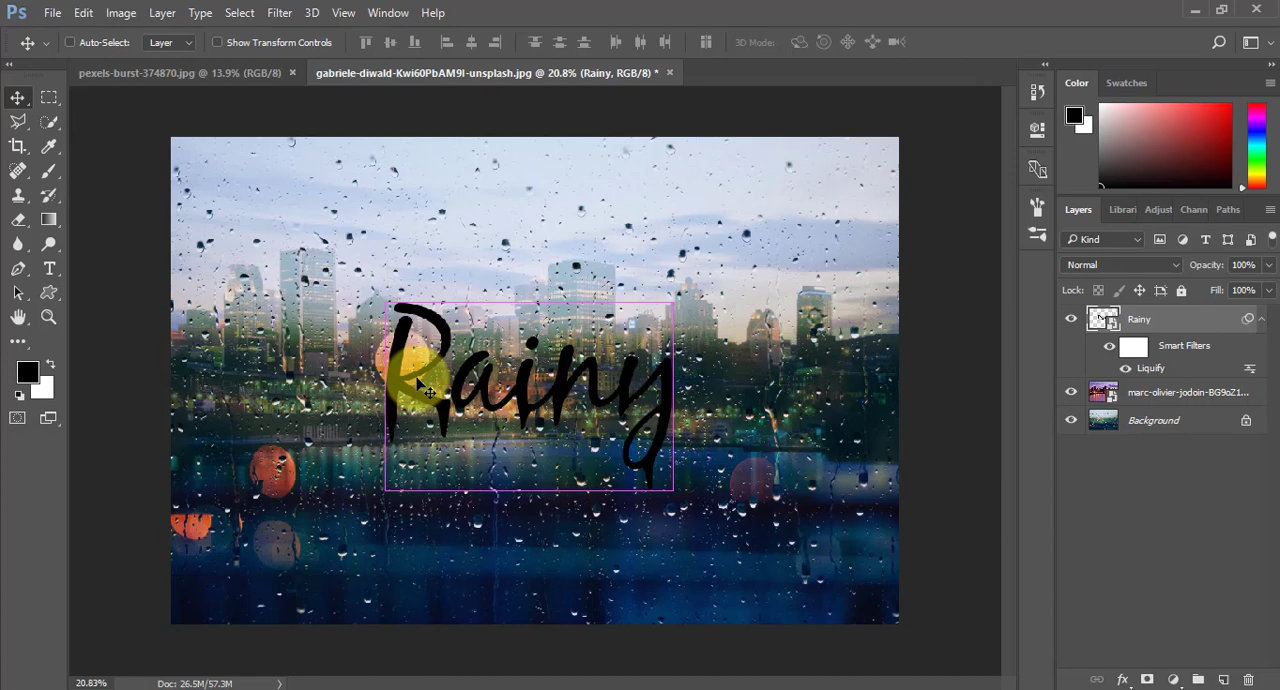 Ps File Edit Image Layer Type Select Filter 3D View Window Help
Auto-Select: Layer Show Transform Controls 3D Mode:
pexels-burst-374870.jpg @ 13.9% (RGB/8) × gabriele-diwald-Kwi60PbAM9I-unsplash.jpg @ 20.8% (Rainy, RGB/8) * ×
Color Swatches
Layers Librari Adjust Chann Paths
Kind
Normal Opacity: 100%
Lock: Fill: 100%
Rainy
Smart Filters
Liquify
marc-olivier-jodoin-BG9oZ1...
Background
Rainy
20.83% Doc: 26.5M/57.3M